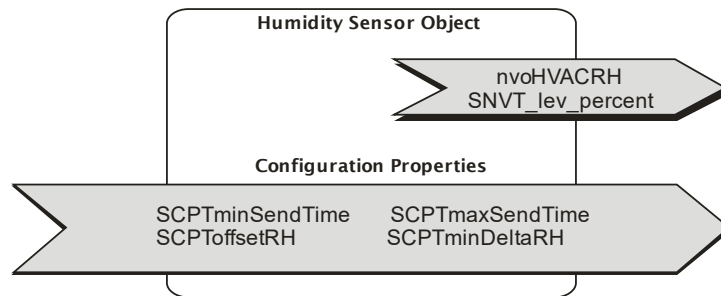 Humidity Sensor Object
nvoHVACRH
SNVT_lev_percent
Configuration Properties
SCPTminSendTime SCPTmaxSendTime
SCPToffsetRH SCPTminDeltaRH